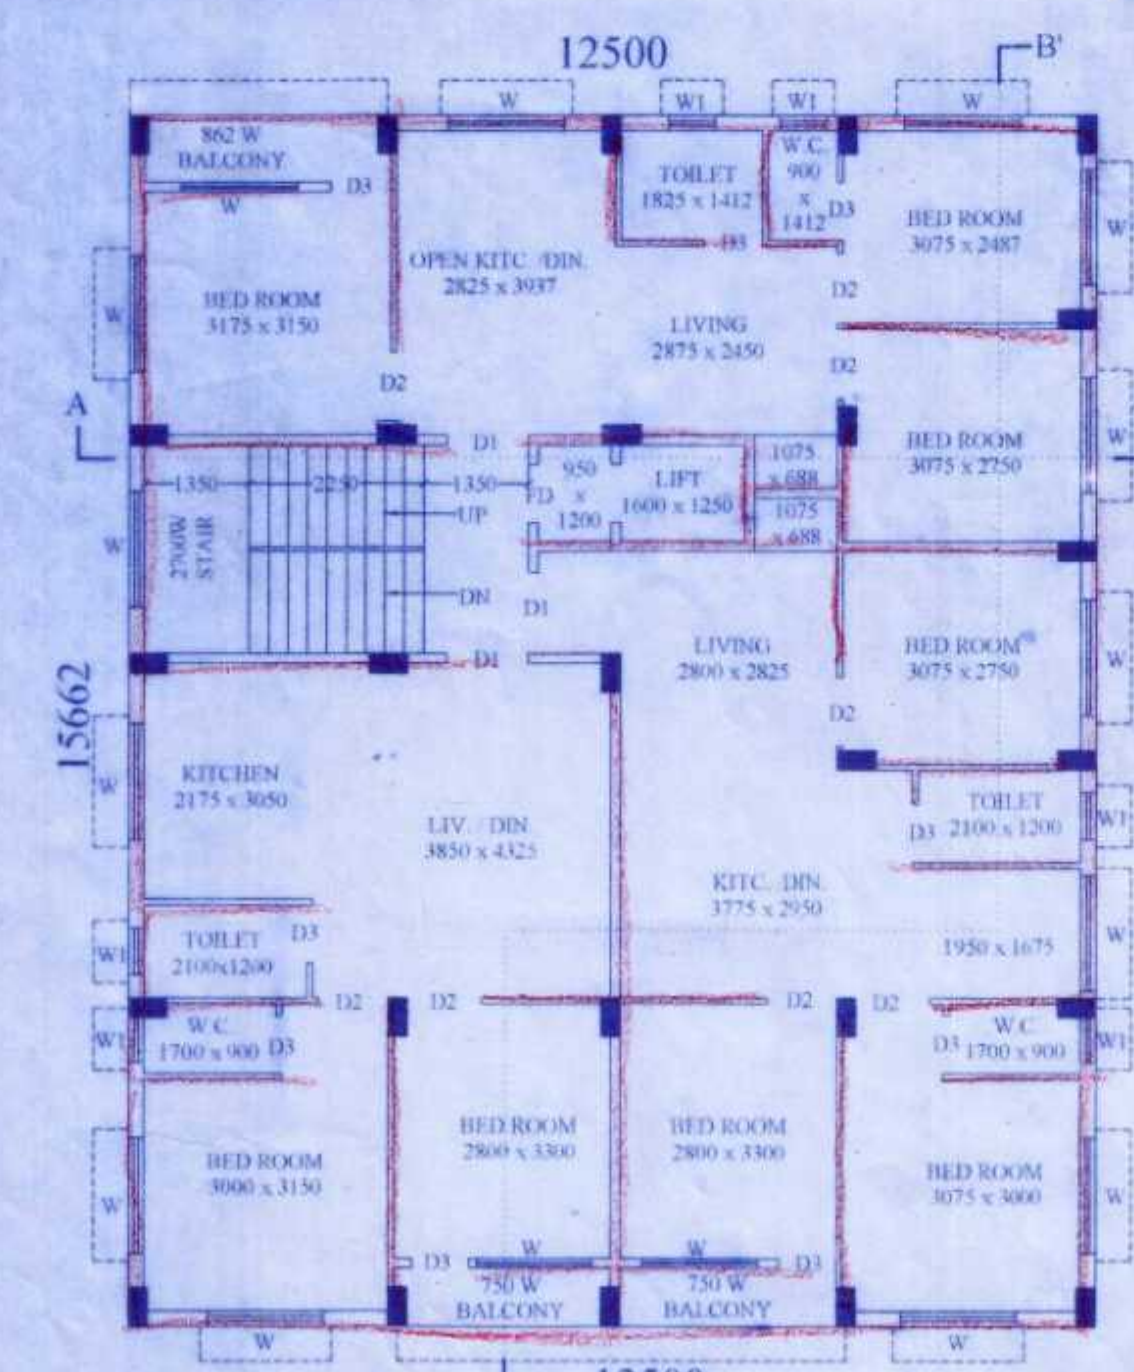 12500
B'
W
W1
W1
W
862 W
BALCONY
D3
W
TOILET
1825 x 1412
D3
W.C.
900
x
1412
D3
BED ROOM
3075 x 2487
W
OPEN KITC. /DIN.
2825 x 3937
D2
W
BED ROOM
3175 x 3150
LIVING
2875 x 2450
D2
D2
A
D1
BED ROOM
3075 x 2750
W
1350
2250
1350
UP
FD
950
x
1200
LIFT
1600 x 1250
1075
x 688
1075
x 688
W
2700W
STAIR
DN
D1
D1
LIVING
2800 x 2825
BED ROOM
3075 x 2750
W
D2
15662
W
KITCHEN
2175 x 3050
LIV. / DIN.
3850 x 4325
TOILET
2100 x 1200
D3
W1
KITC. /DIN.
3775 x 2950
1950 x 1675
W
W1
TOILET
2100x1200
D3
D2
D2
D2
D2
W1
W.C.
1700 x 900
D3
D3
W.C.
1700 x 900
W1
BED ROOM
3000 x 3150
BED ROOM
2800 x 3300
BED ROOM
2800 x 3300
BED ROOM
3075 x 3000
W
W
D3
W
W
D3
750 W
BALCONY
750 W
BALCONY
W
W